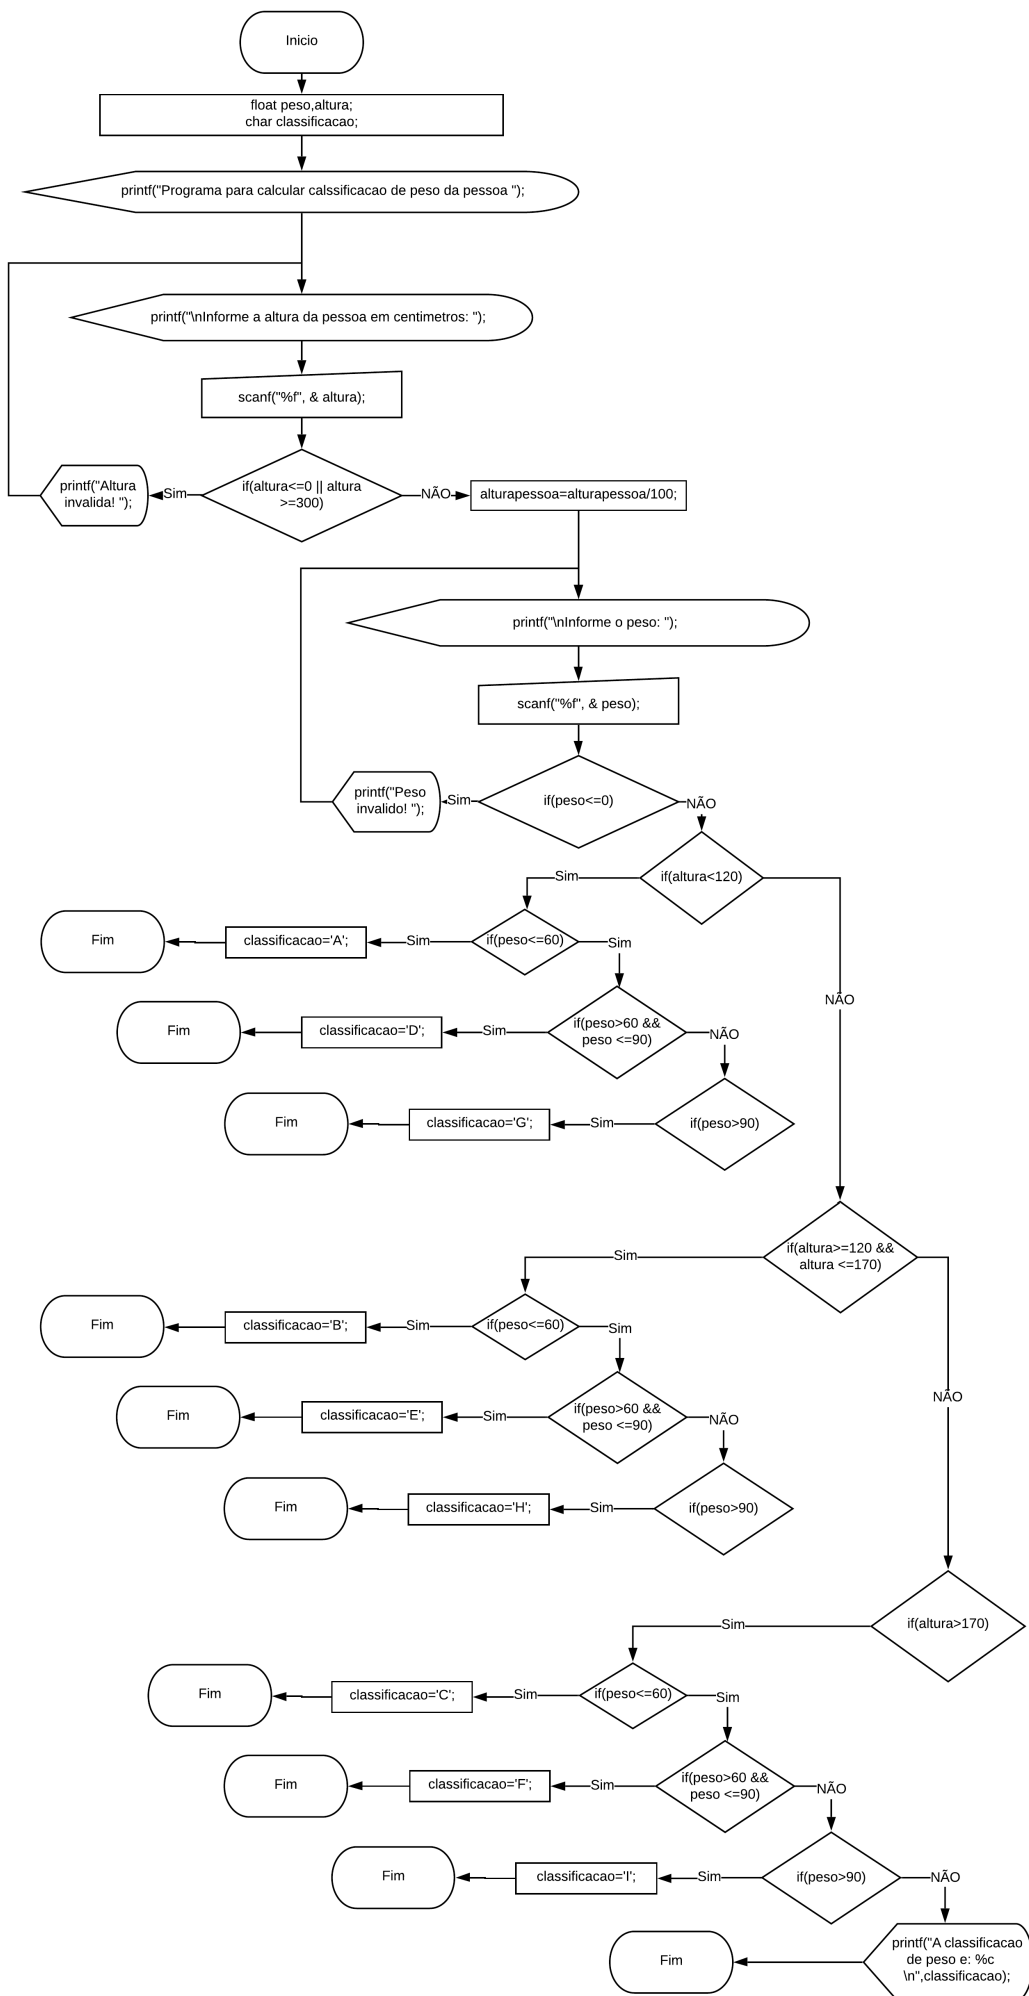 Inicio
float peso,altura;
char classificacao;
printf("Programa para calcular calssificacao de peso da pessoa ");
printf("\nInforme a altura da pessoa em centimetros: ");
scanf("%f", & altura);
if(altura<=0 || altura
>=300)
Sim
printf("Altura
invalida! ");
NÃO
alturapessoa=alturapessoa/100;
printf("\nInforme o peso: ");
scanf("%f", & peso);
if(peso<=0)
Sim
printf("Peso
invalido! ");
NÃO
if(altura<120)
Sim
NÃO
if(peso<=60)
Sim
classificacao='A';
Fim
Sim
if(peso>60 &&
peso <=90)
Sim
classificacao='D';
Fim
NÃO
if(peso>90)
Sim
classificacao='G';
Fim
if(altura>=120 &&
altura <=170)
Sim
NÃO
if(peso<=60)
Sim
classificacao='B';
Fim
Sim
if(peso>60 &&
peso <=90)
Sim
classificacao='E';
Fim
NÃO
if(peso>90)
Sim
classificacao='H';
Fim
if(altura>170)
Sim
if(peso<=60)
Sim
classificacao='C';
Fim
Sim
if(peso>60 &&
peso <=90)
Sim
classificacao='F';
Fim
NÃO
if(peso>90)
Sim
classificacao='I';
Fim
NÃO
printf("A classificacao
de peso e: %c
\n",classificacao);
Fim